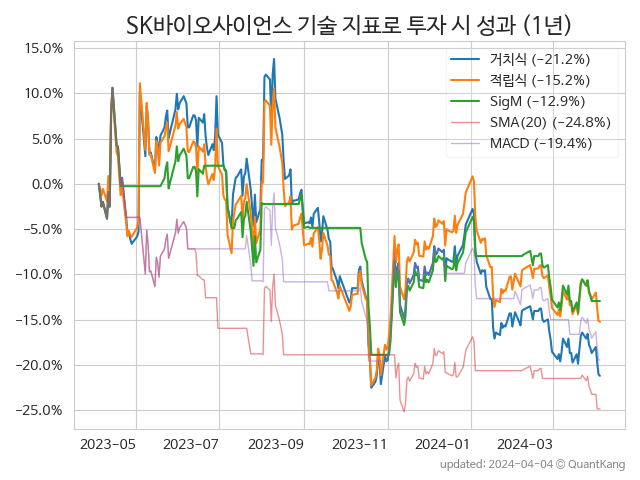 SK바이오사이언스 기술 지표로 투자 시 성과 (1년)
15.0%
10.0%
5.0%
0.0%
−5.0%
−10.0%
−15.0%
−20.0%
−25.0%
거치식 (−21.2%)
적립식 (−15.2%)
SigM (−12.9%)
SMA(20) (−24.8%)
MACD (−19.4%)
2023-05
2023-07
2023-09
2023-11
2024-01
2024-03
updated: 2024-04-04 © QuantKang